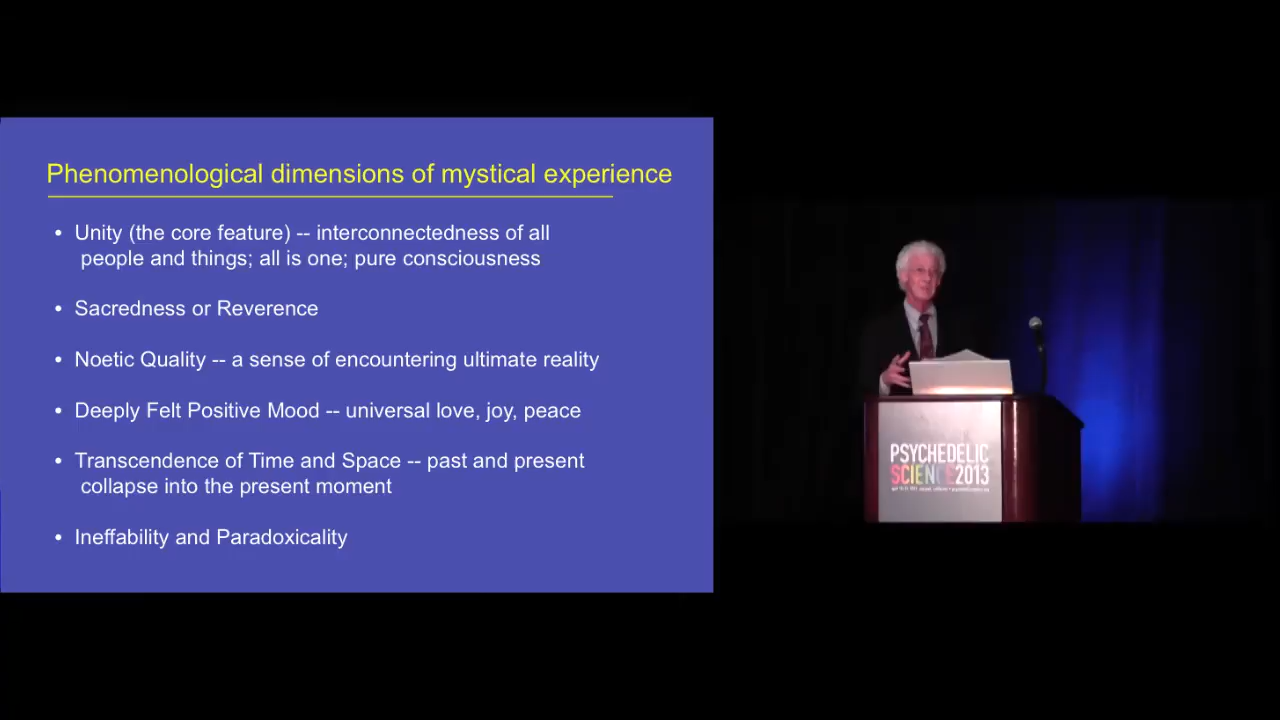 Phenomenological dimensions of mystical experience
• Unity (the core feature) -- interconnectedness of all
people and things; all is one; pure consciousness
• Sacredness or Reverence
• Noetic Quality -- a sense of encountering ultimate reality
• Deeply Felt Positive Mood -- universal love, joy, peace
• Transcendence of Time and Space -- past and present
collapse into the present moment
• Ineffability and Paradoxicality
PSYCHEDELIC
SCIENCE2013